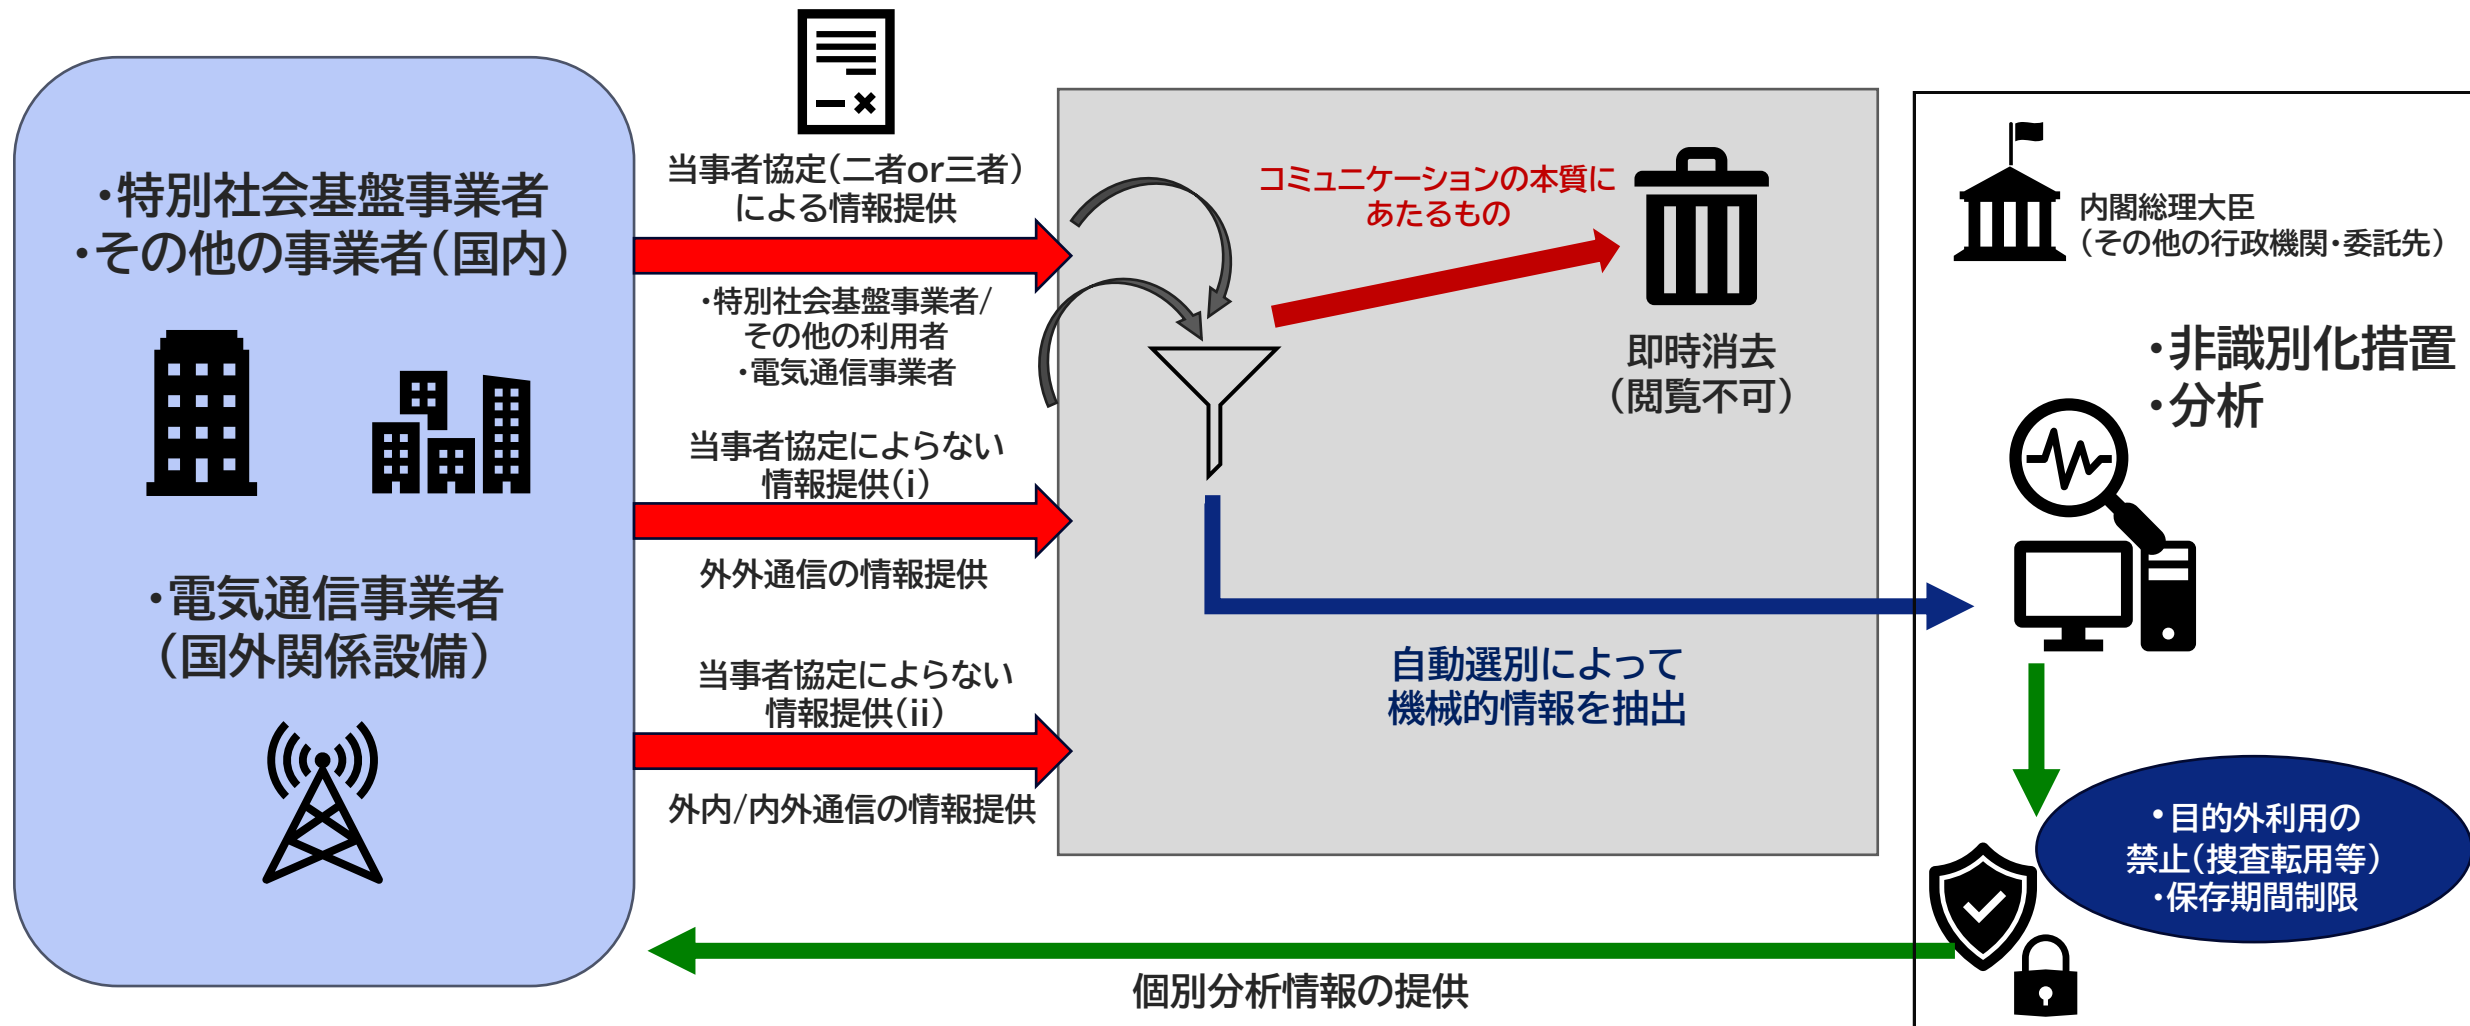 ・特別社会基盤事業者
・その他の事業者(国内)
・電気通信事業者
(国外関係設備)
当事者協定(二者or三者)
による情報提供
・特別社会基盤事業者/
その他の利用者
・電気通信事業者
当事者協定によらない
情報提供(i)
外外通信の情報提供
当事者協定によらない
情報提供(ii)
外内/内外通信の情報提供
コミュニケーションの本質に
あたるもの
即時消去
(閲覧不可)
自動選別によって
機械的情報を抽出
内閣総理大臣
(その他の行政機関・委託先)
・非識別化措置
・分析
・目的外利用の
禁止(捜査転用等)
・保存期間制限
個別分析情報の提供